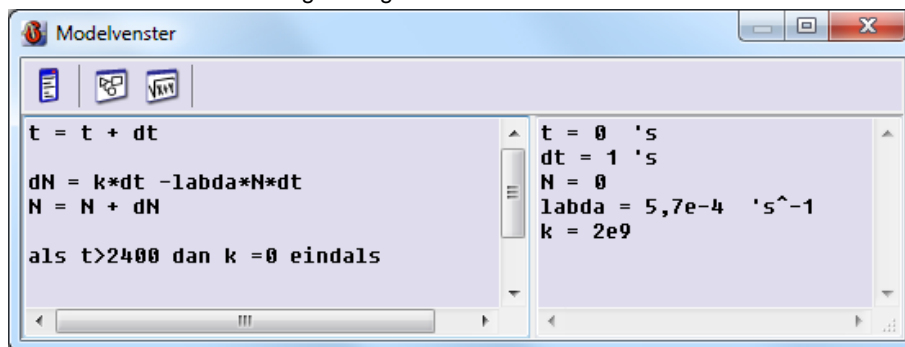 Modelvenster
t = t + dt
dN = k*dt -labda*N*dt
N = N + dN
als t>2400 dan k =0 eindals
t = 0 's
dt = 1 's
N = 0
labda = 5,7e-4 's^-1
k = 2e9